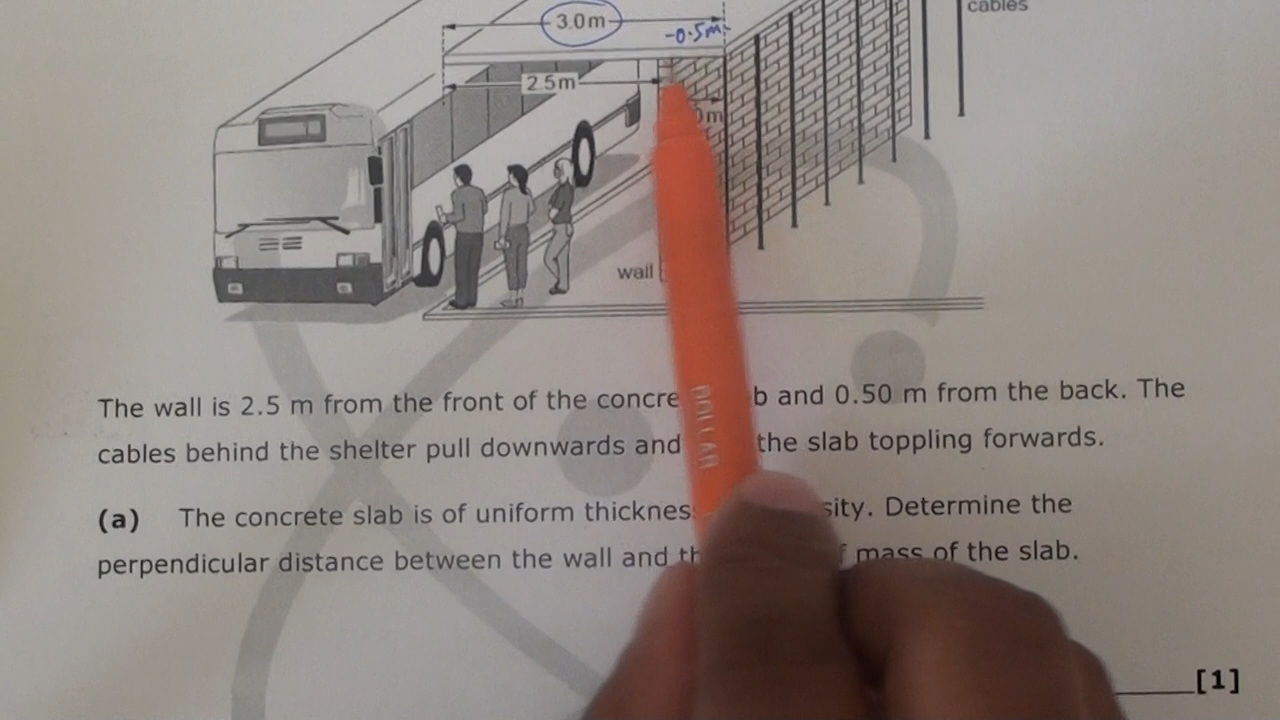 cables
3.0m
-0.5m
2.5m
0m
wall
The wall is 2.5 m from the front of the concre b and 0.50 m from the back. The
cables behind the shelter pull downwards and the slab toppling forwards.
(a) The concrete slab is of uniform thicknes sity. Determine the
perpendicular distance between the wall and th f mass of the slab.
[1]
DOLLAR